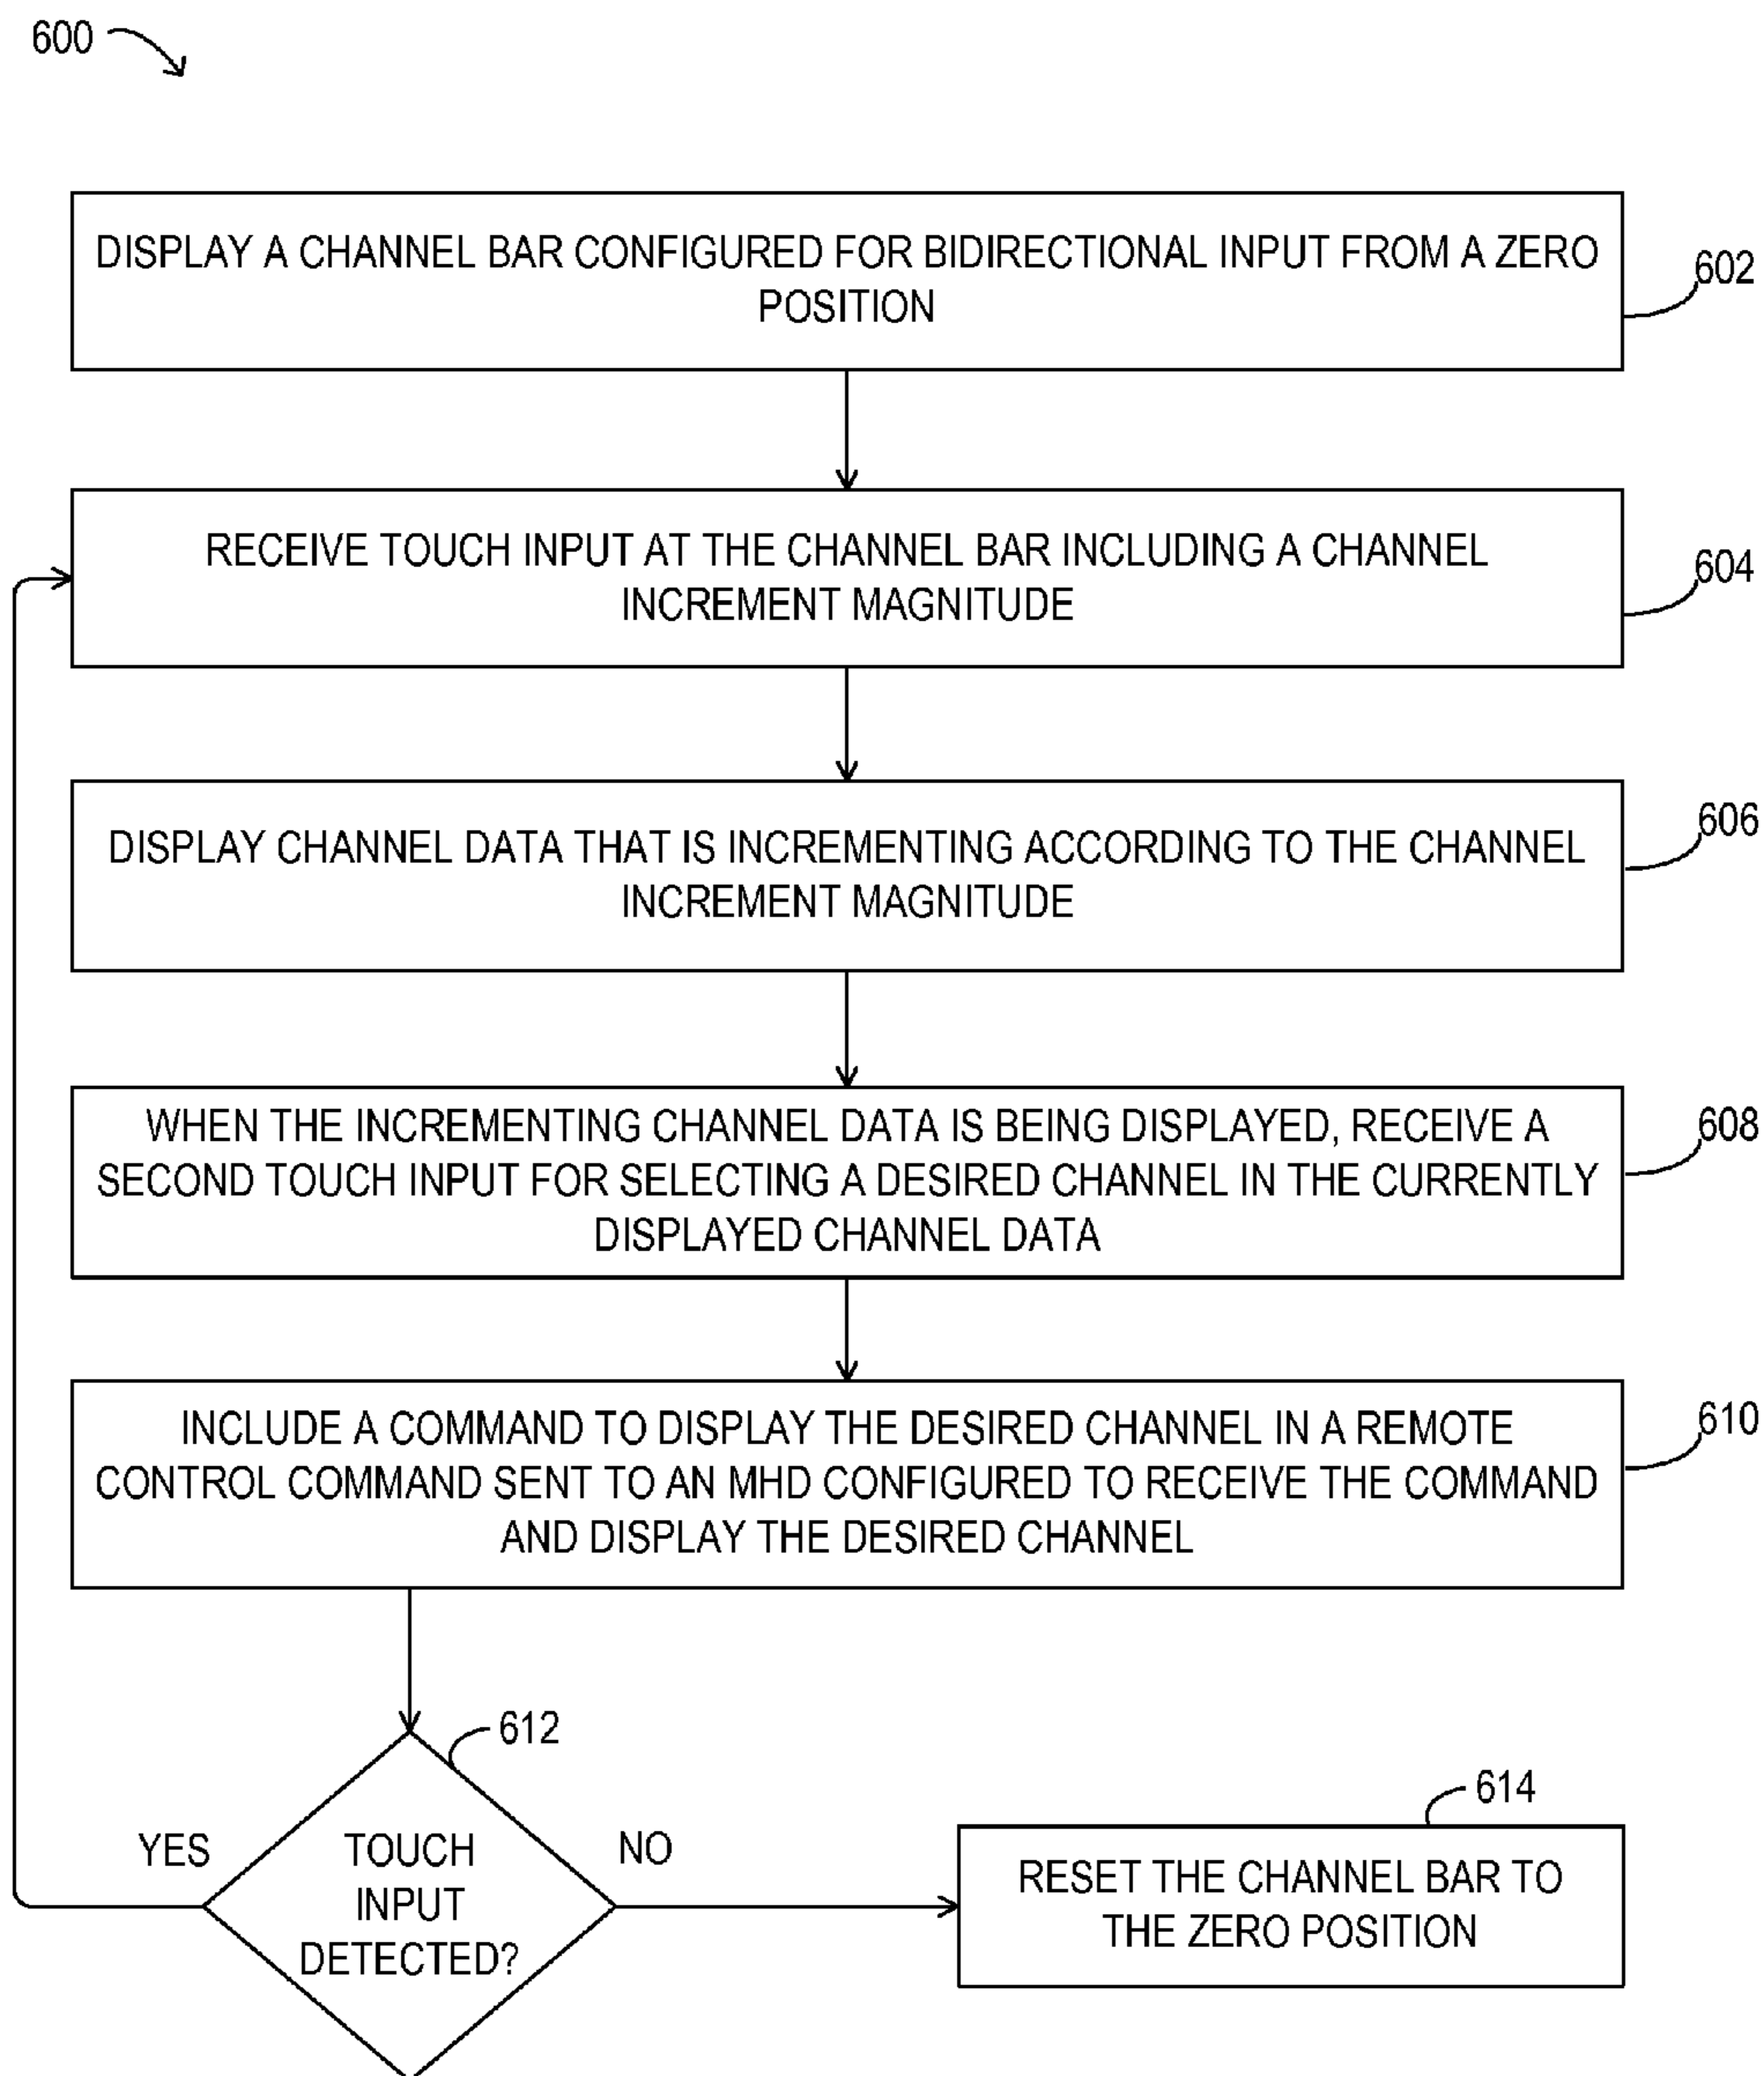 600
DISPLAY A CHANNEL BAR CONFIGURED FOR BIDIRECTIONAL INPUT FROM A ZERO
POSITION
602
RECEIVE TOUCH INPUT AT THE CHANNEL BAR INCLUDING A CHANNEL
INCREMENT MAGNITUDE
604
DISPLAY CHANNEL DATA THAT IS INCREMENTING ACCORDING TO THE CHANNEL
INCREMENT MAGNITUDE
606
WHEN THE INCREMENTING CHANNEL DATA IS BEING DISPLAYED, RECEIVE A
SECOND TOUCH INPUT FOR SELECTING A DESIRED CHANNEL IN THE CURRENTLY
DISPLAYED CHANNEL DATA
608
INCLUDE A COMMAND TO DISPLAY THE DESIRED CHANNEL IN A REMOTE
CONTROL COMMAND SENT TO AN MHD CONFIGURED TO RECEIVE THE COMMAND
AND DISPLAY THE DESIRED CHANNEL
610
612
YES
TOUCH
INPUT
DETECTED?
NO
614
RESET THE CHANNEL BAR TO
THE ZERO POSITION